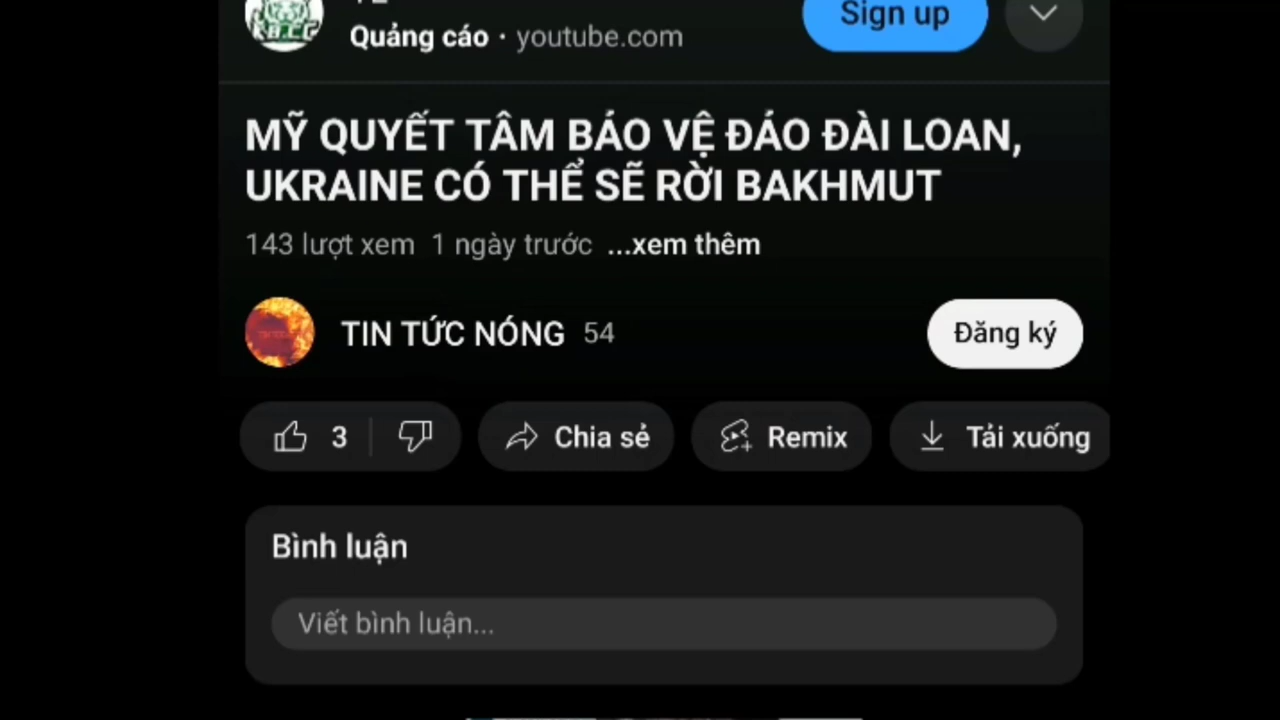 Sign up
Quảng cáo · youtube.com
MỸ QUYẾT TÂM BẢO VỆ ĐẢO ĐÀI LOAN,
UKRAINE CÓ THỂ SẼ RỜI BAKHMUT
143 lượt xem 1 ngày trước ...xem thêm
TIN TỨC NÓNG 54
Đăng ký
3 Chia sẻ Remix Tải xuống
Bình luận
Viết bình luận...